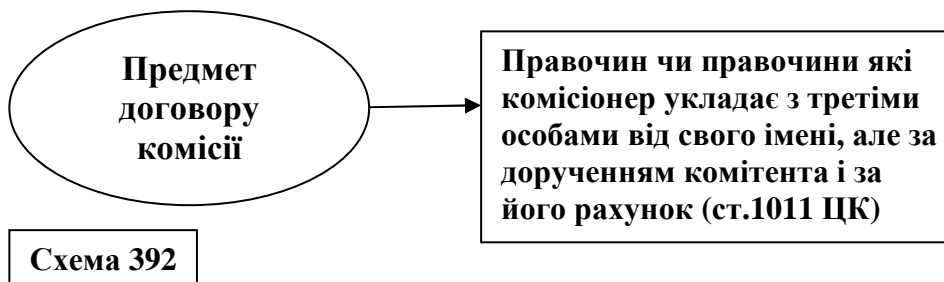 Предмет
договору
комісії
Правочин чи правочини які
комісіонер укладає з третіми
особами від свого імені, але за
дорученням комітента і за
його рахунок (ст.1011 ЦК)
Схема 392